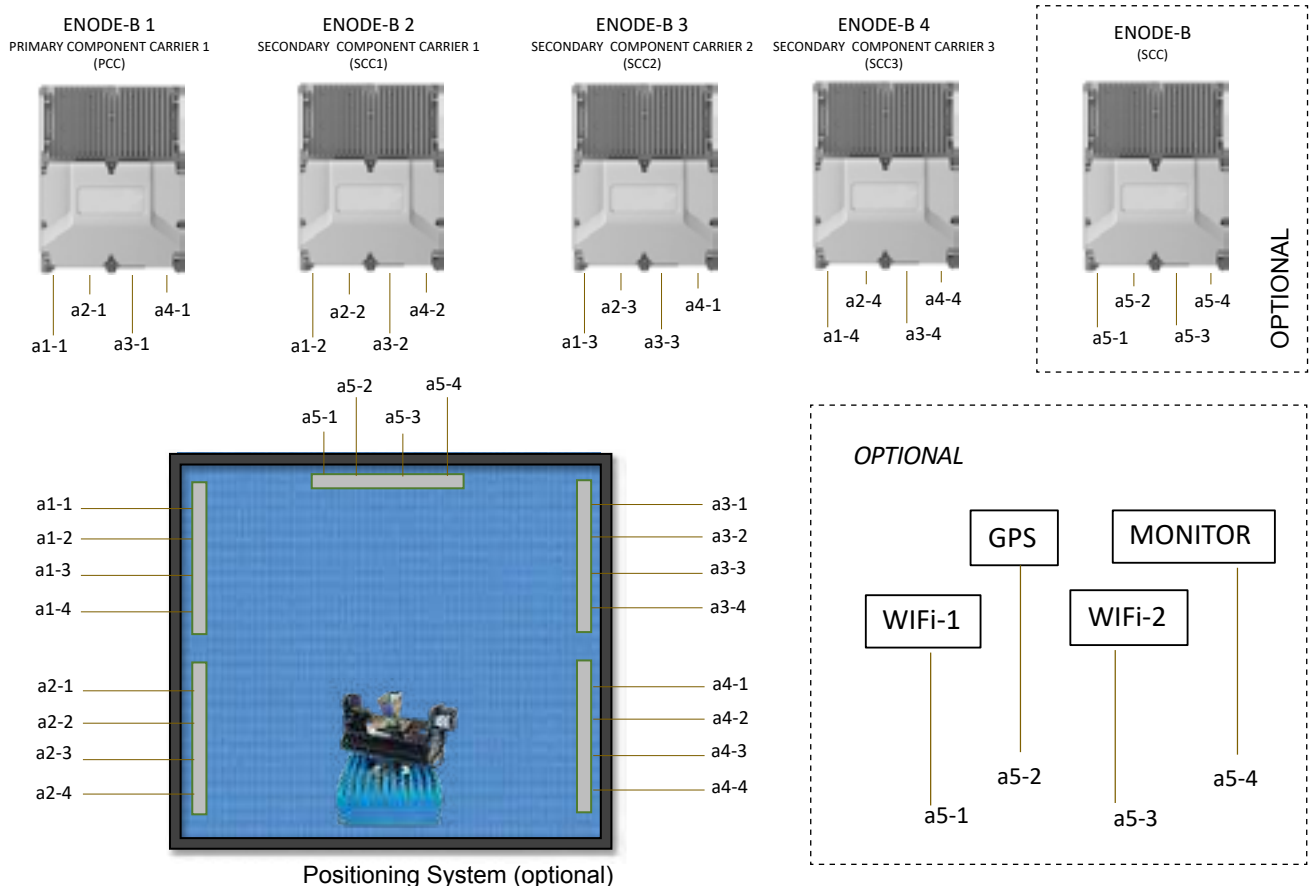 ENODE-B 1
PRIMARY COMPONENT CARRIER 1
(PCC)
ENODE-B 2
SECONDARY COMPONENT CARRIER 1
(SCC1)
ENODE-B 3
SECONDARY COMPONENT CARRIER 2
(SCC2)
ENODE-B 4
SECONDARY COMPONENT CARRIER 3
(SCC3)
ENODE-B
(SCC)
OPTIONAL
a1-1
a2-1
a3-1
a4-1
a1-2
a2-2
a3-2
a4-2
a1-3
a2-3
a3-3
a4-1
a1-4
a2-4
a3-4
a4-4
a5-1
a5-2
a5-3
a5-4
a5-1
a5-2
a5-3
a5-4
a1-1
a1-2
a1-3
a1-4
a2-1
a2-2
a2-3
a2-4
a3-1
a3-2
a3-3
a3-4
a4-1
a4-2
a4-3
a4-4
Positioning System (optional)
OPTIONAL
GPS
MONITOR
WIFi-1
WIFi-2
a5-2
a5-4
a5-1
a5-3